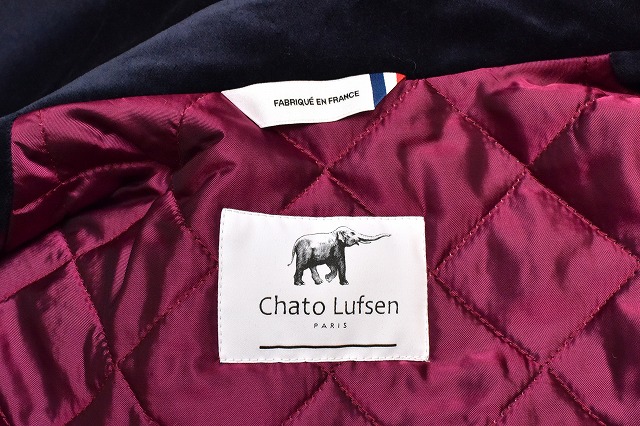 FABRIQUÉ EN FRANCE
Chato Lufsen
PARIS